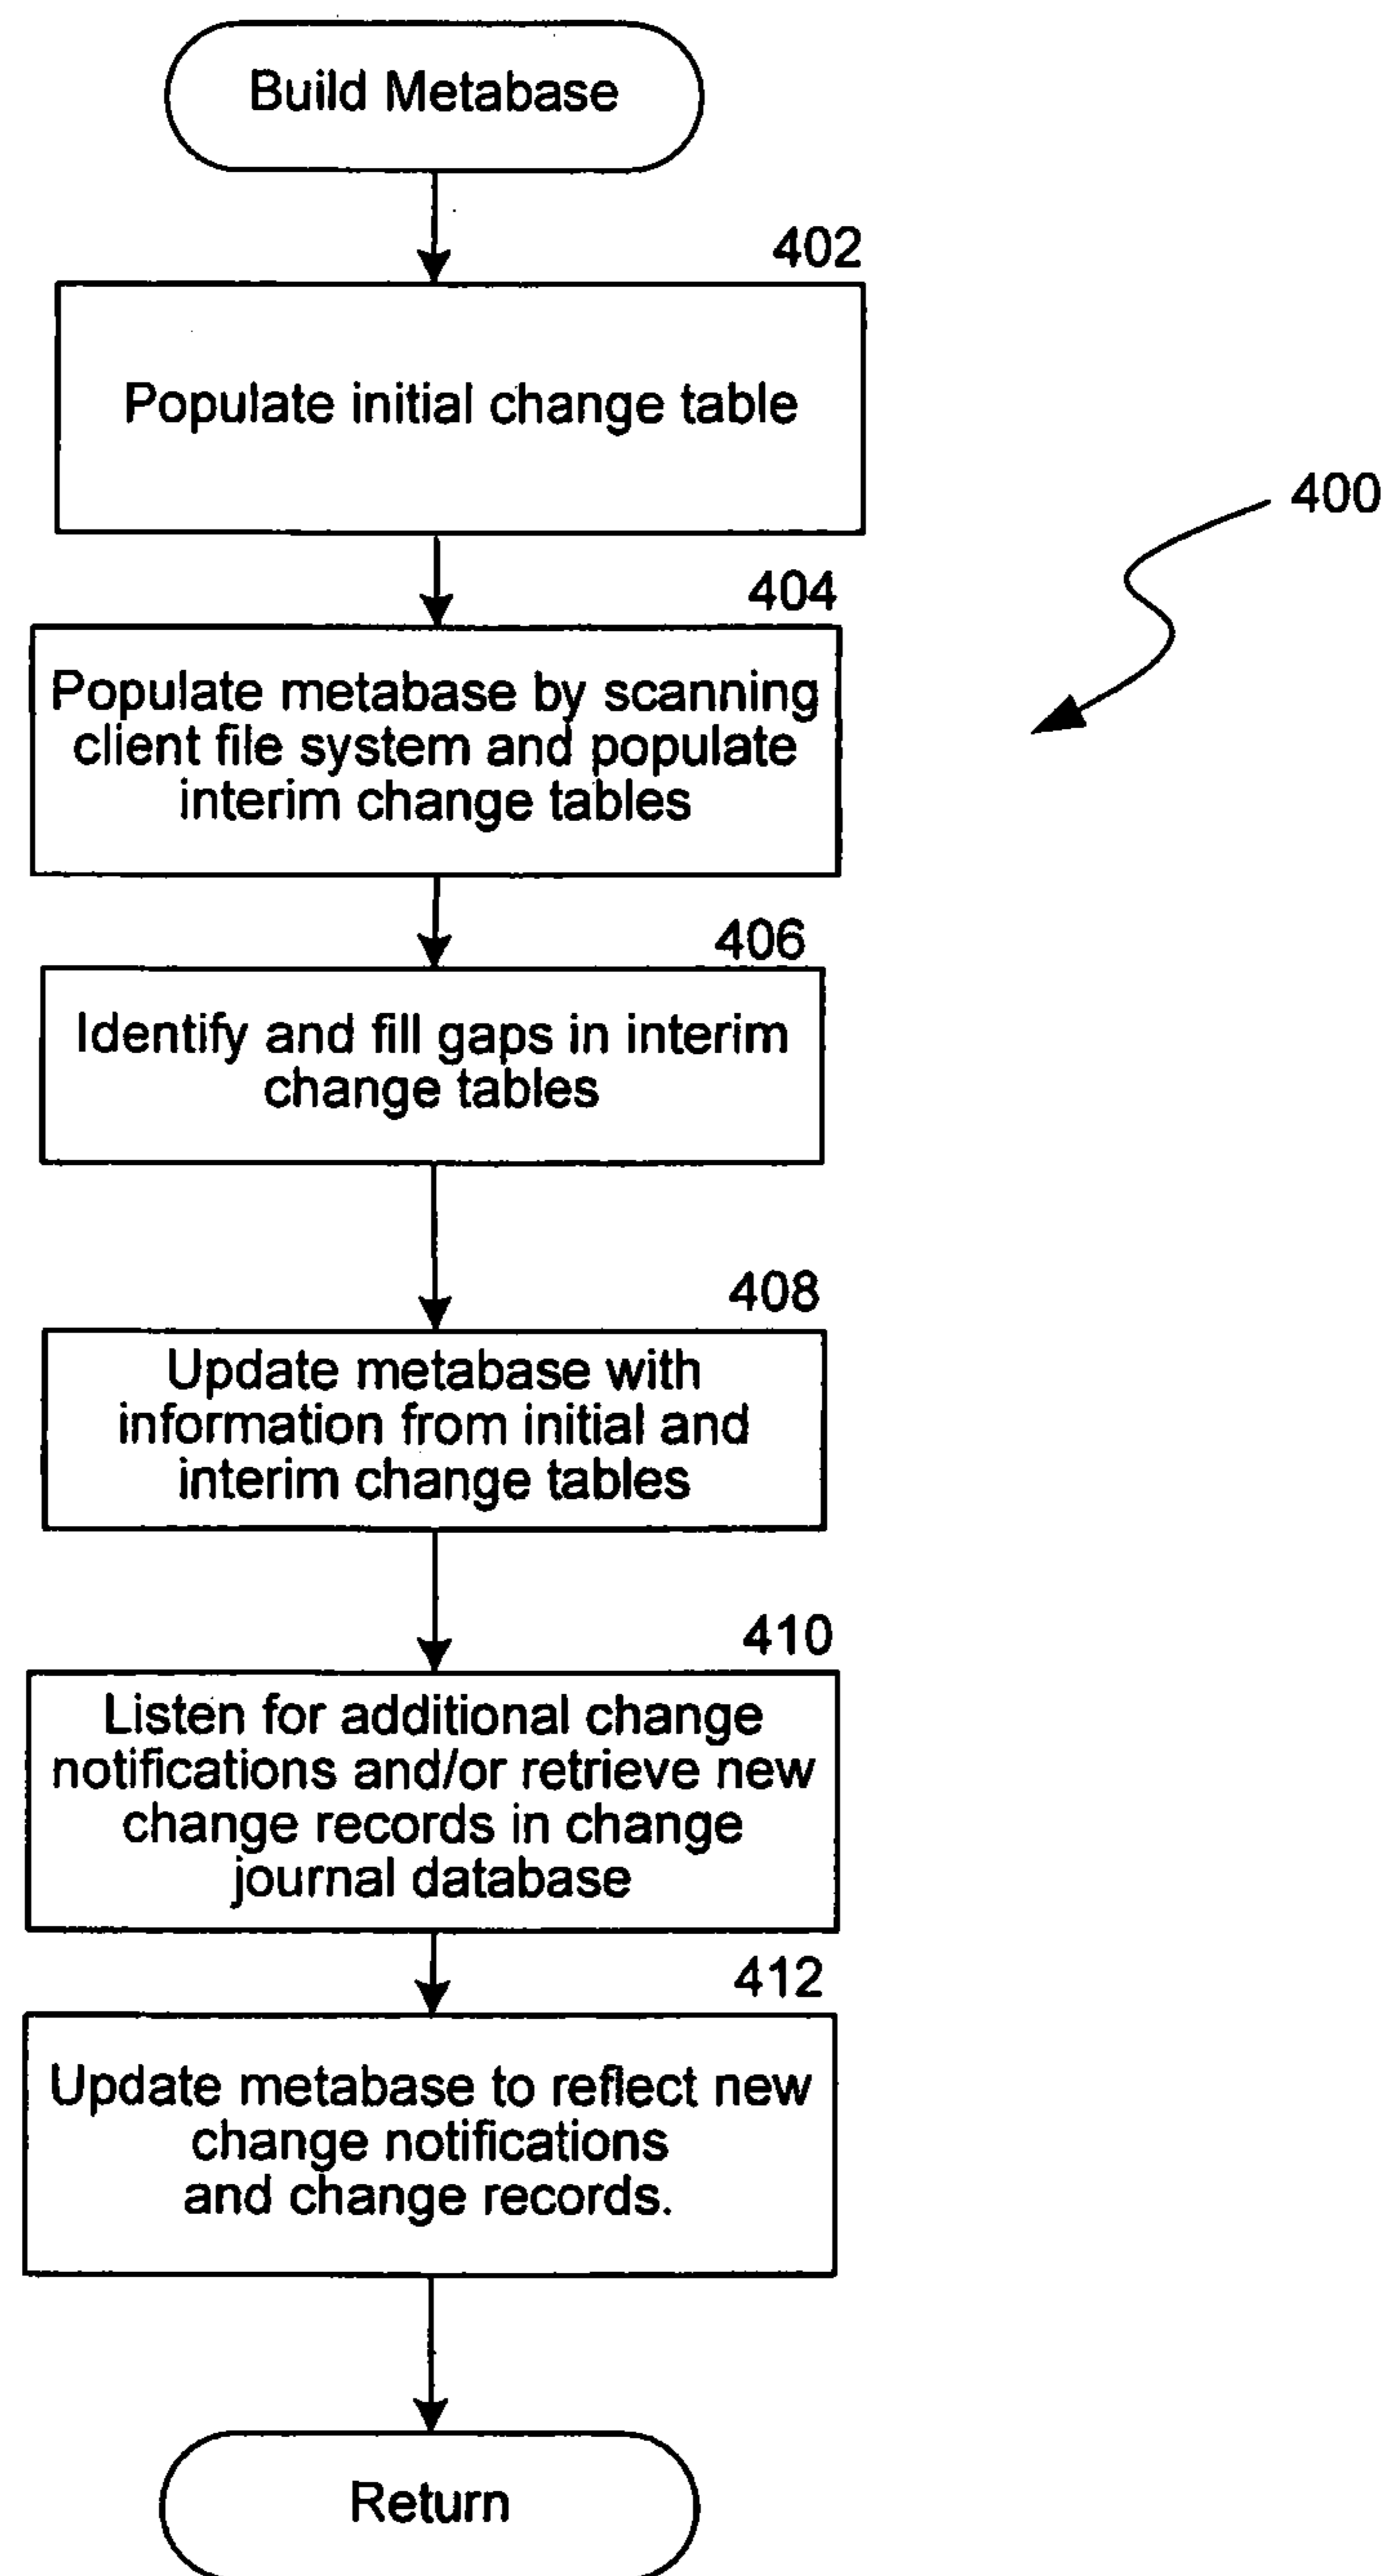 Build Metabase
402
Populate initial change table
400
404
Populate metabase by scanning
client file system and populate
interim change tables
406
Identify and fill gaps in interim
change tables
408
Update metabase with
information from initial and
interim change tables
410
Listen for additional change
notifications and/or retrieve new
change records in change
journal database
412
Update metabase to reflect new
change notifications
and change records.
Return